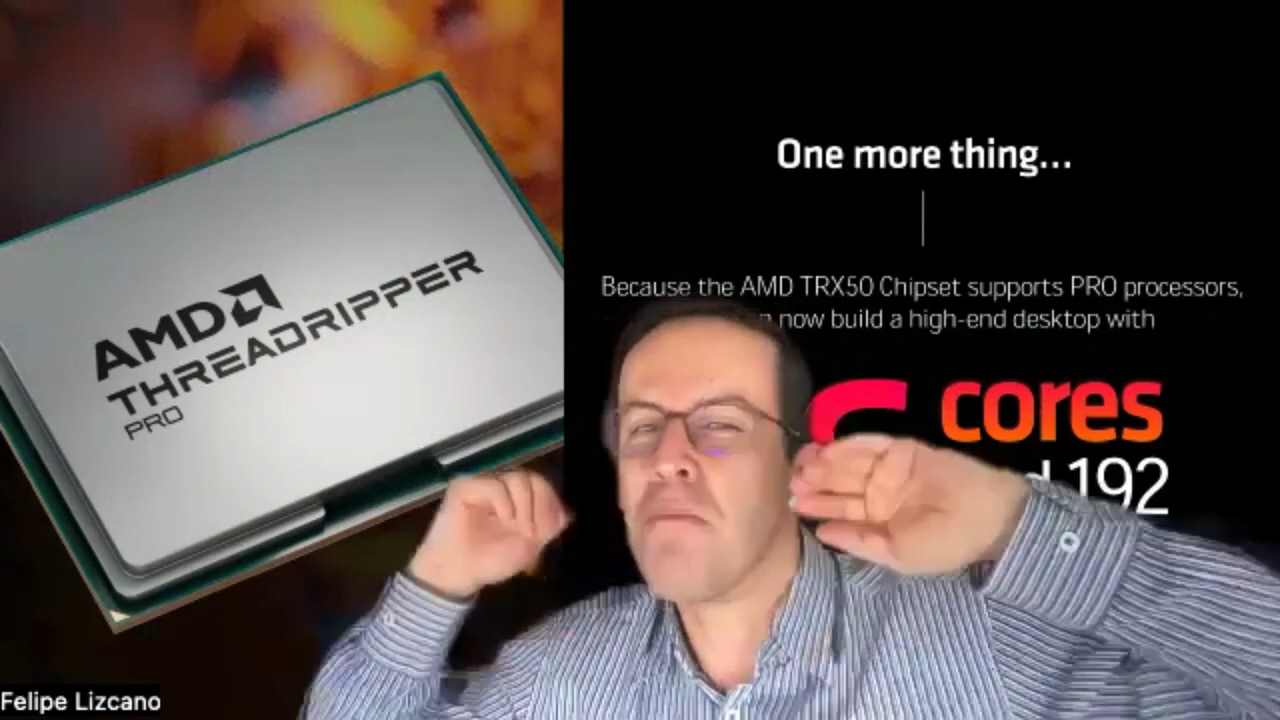 AMD
THREADRIPPER
PRO
One more thing...
Because the AMD TRX50 Chipset supports PRO processors,
now build a high-end desktop with
cores
192
Felipe Lizcano